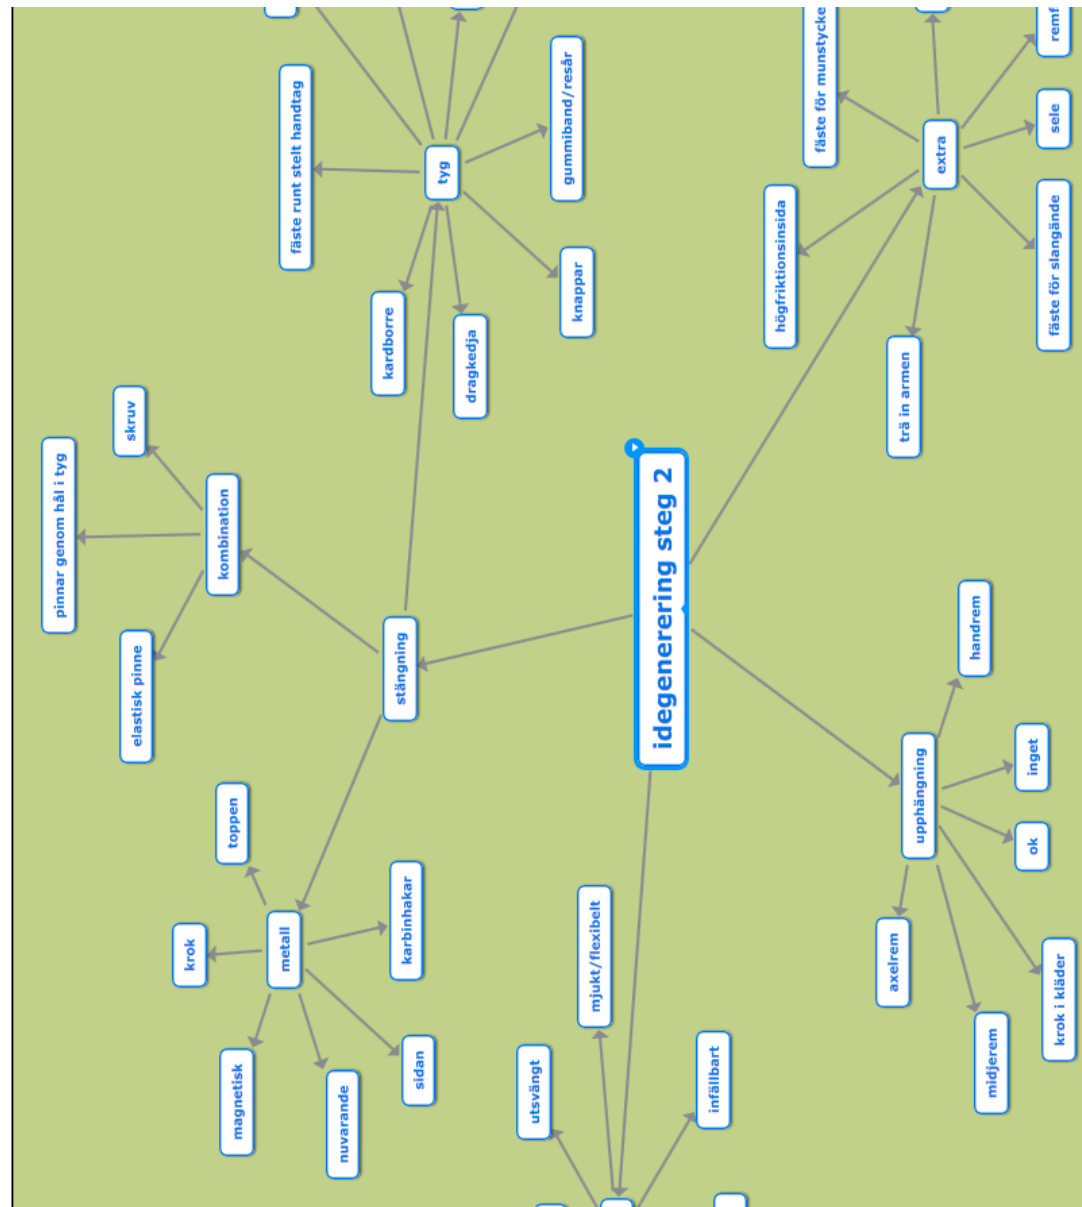 idegenerering steg 2
stängning
tyg
fäste runt stelt handtag
gummiband/resår
knappar
dragkedja
kardborre
kombination
skruv
pinnar genom hål i tyg
elastisk pinne
metall
toppen
krok
magnetisk
nuvarande
sidan
karbinhakar
extra
fäste för munstycke
högfriktionsinsida
trä in armen
fäste för slangände
sele
upphängning
handrem
inget
ok
krok i kläder
midjerem
axelrem
mjukt/flexibelt
utsvängt
infällbart